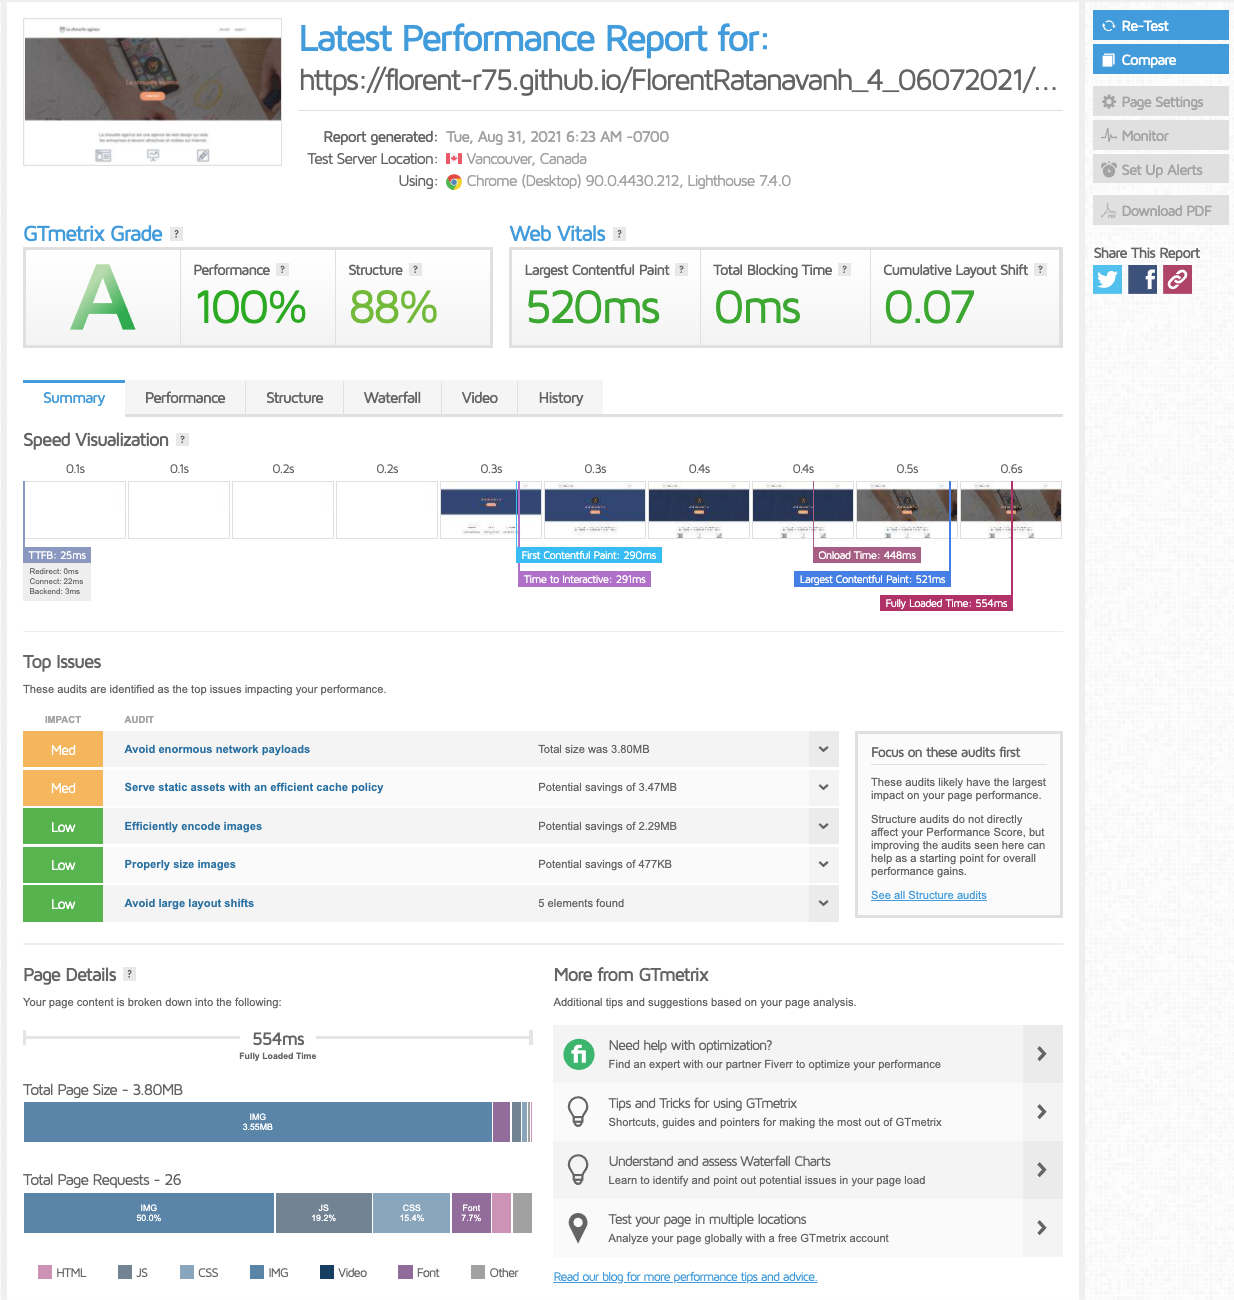 Latest Performance Report for:
https://florent-r75.github.io/FlorentRatanavanh_4_06072021/...
Report generated: Tue, Aug 31, 2021 6:23 AM -0700
Test Server Location: Vancouver, Canada
Using: Chrome (Desktop) 90.0.4430.212, Lighthouse 7.4.0
Re-Test
Compare
Page Settings
Monitor
Set Up Alerts
Download PDF
Share This Report
GTmetrix Grade ?
A
Performance ?
100%
Structure ?
88%
Web Vitals ?
Largest Contentful Paint ?
520ms
Total Blocking Time ?
0ms
Cumulative Layout Shift ?
0.07
Summary Performance Structure Waterfall Video History
Speed Visualization ?
0.1s 0.1s 0.2s 0.2s 0.3s 0.3s 0.4s 0.4s 0.5s 0.6s
TTFB: 25ms
Redirect: 0ms
Connect: 22ms
Backend: 3ms
First Contentful Paint: 290ms
Time to Interactive: 291ms
Onload Time: 448ms
Largest Contentful Paint: 521ms
Fully Loaded Time: 554ms
Top Issues
These audits are identified as the top issues impacting your performance.
IMPACT AUDIT
Med Avoid enormous network payloads Total size was 3.80MB
Med Serve static assets with an efficient cache policy Potential savings of 3.47MB
Low Efficiently encode images Potential savings of 2.29MB
Low Properly size images Potential savings of 477KB
Low Avoid large layout shifts 5 elements found
Focus on these audits first
These audits likely have the largest
impact on your page performance.
Structure audits do not directly
affect your Performance Score, but
improving the audits seen here can
help as a starting point for overall
performance gains.
See all Structure audits
Page Details ?
Your page content is broken down into the following:
554ms
Fully Loaded Time
Total Page Size - 3.80MB
IMG
3.55MB
Total Page Requests - 26
IMG
50.0%
JS
19.2%
CSS
15.4%
Font
7.7%
HTML JS CSS IMG Video Font Other
More from GTmetrix
Additional tips and suggestions based on your page analysis.
fi
Need help with optimization?
Find an expert with our partner Fiverr to optimize your performance
Tips and Tricks for using GTmetrix
Shortcuts, guides and pointers for making the most out of GTmetrix
Understand and assess Waterfall Charts
Learn to identify and point out potential issues in your page load
Test your page in multiple locations
Analyze your page globally with a free GTmetrix account
Read our blog for more performance tips and advice.